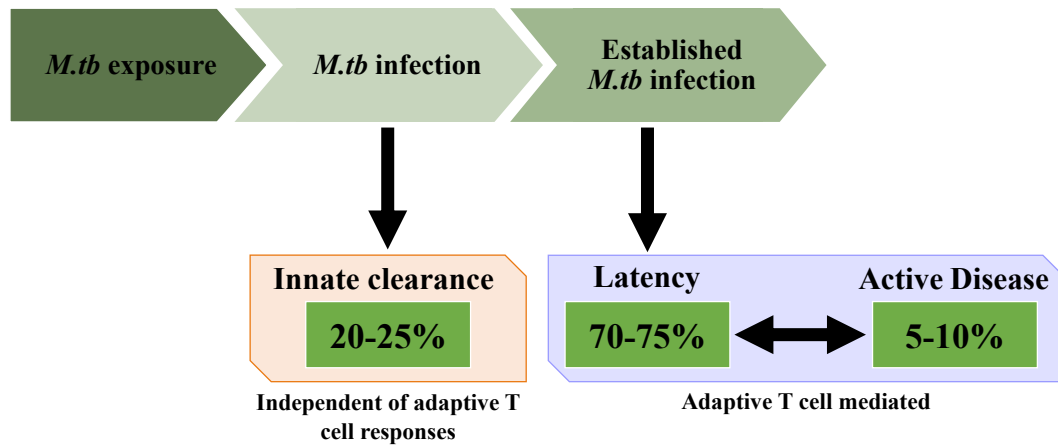 M.tb exposure
M.tb infection
Established
M.tb infection
Innate clearance
20-25%
Independent of adaptive T
cell responses
Latency
70-75%
Active Disease
5-10%
Adaptive T cell mediated